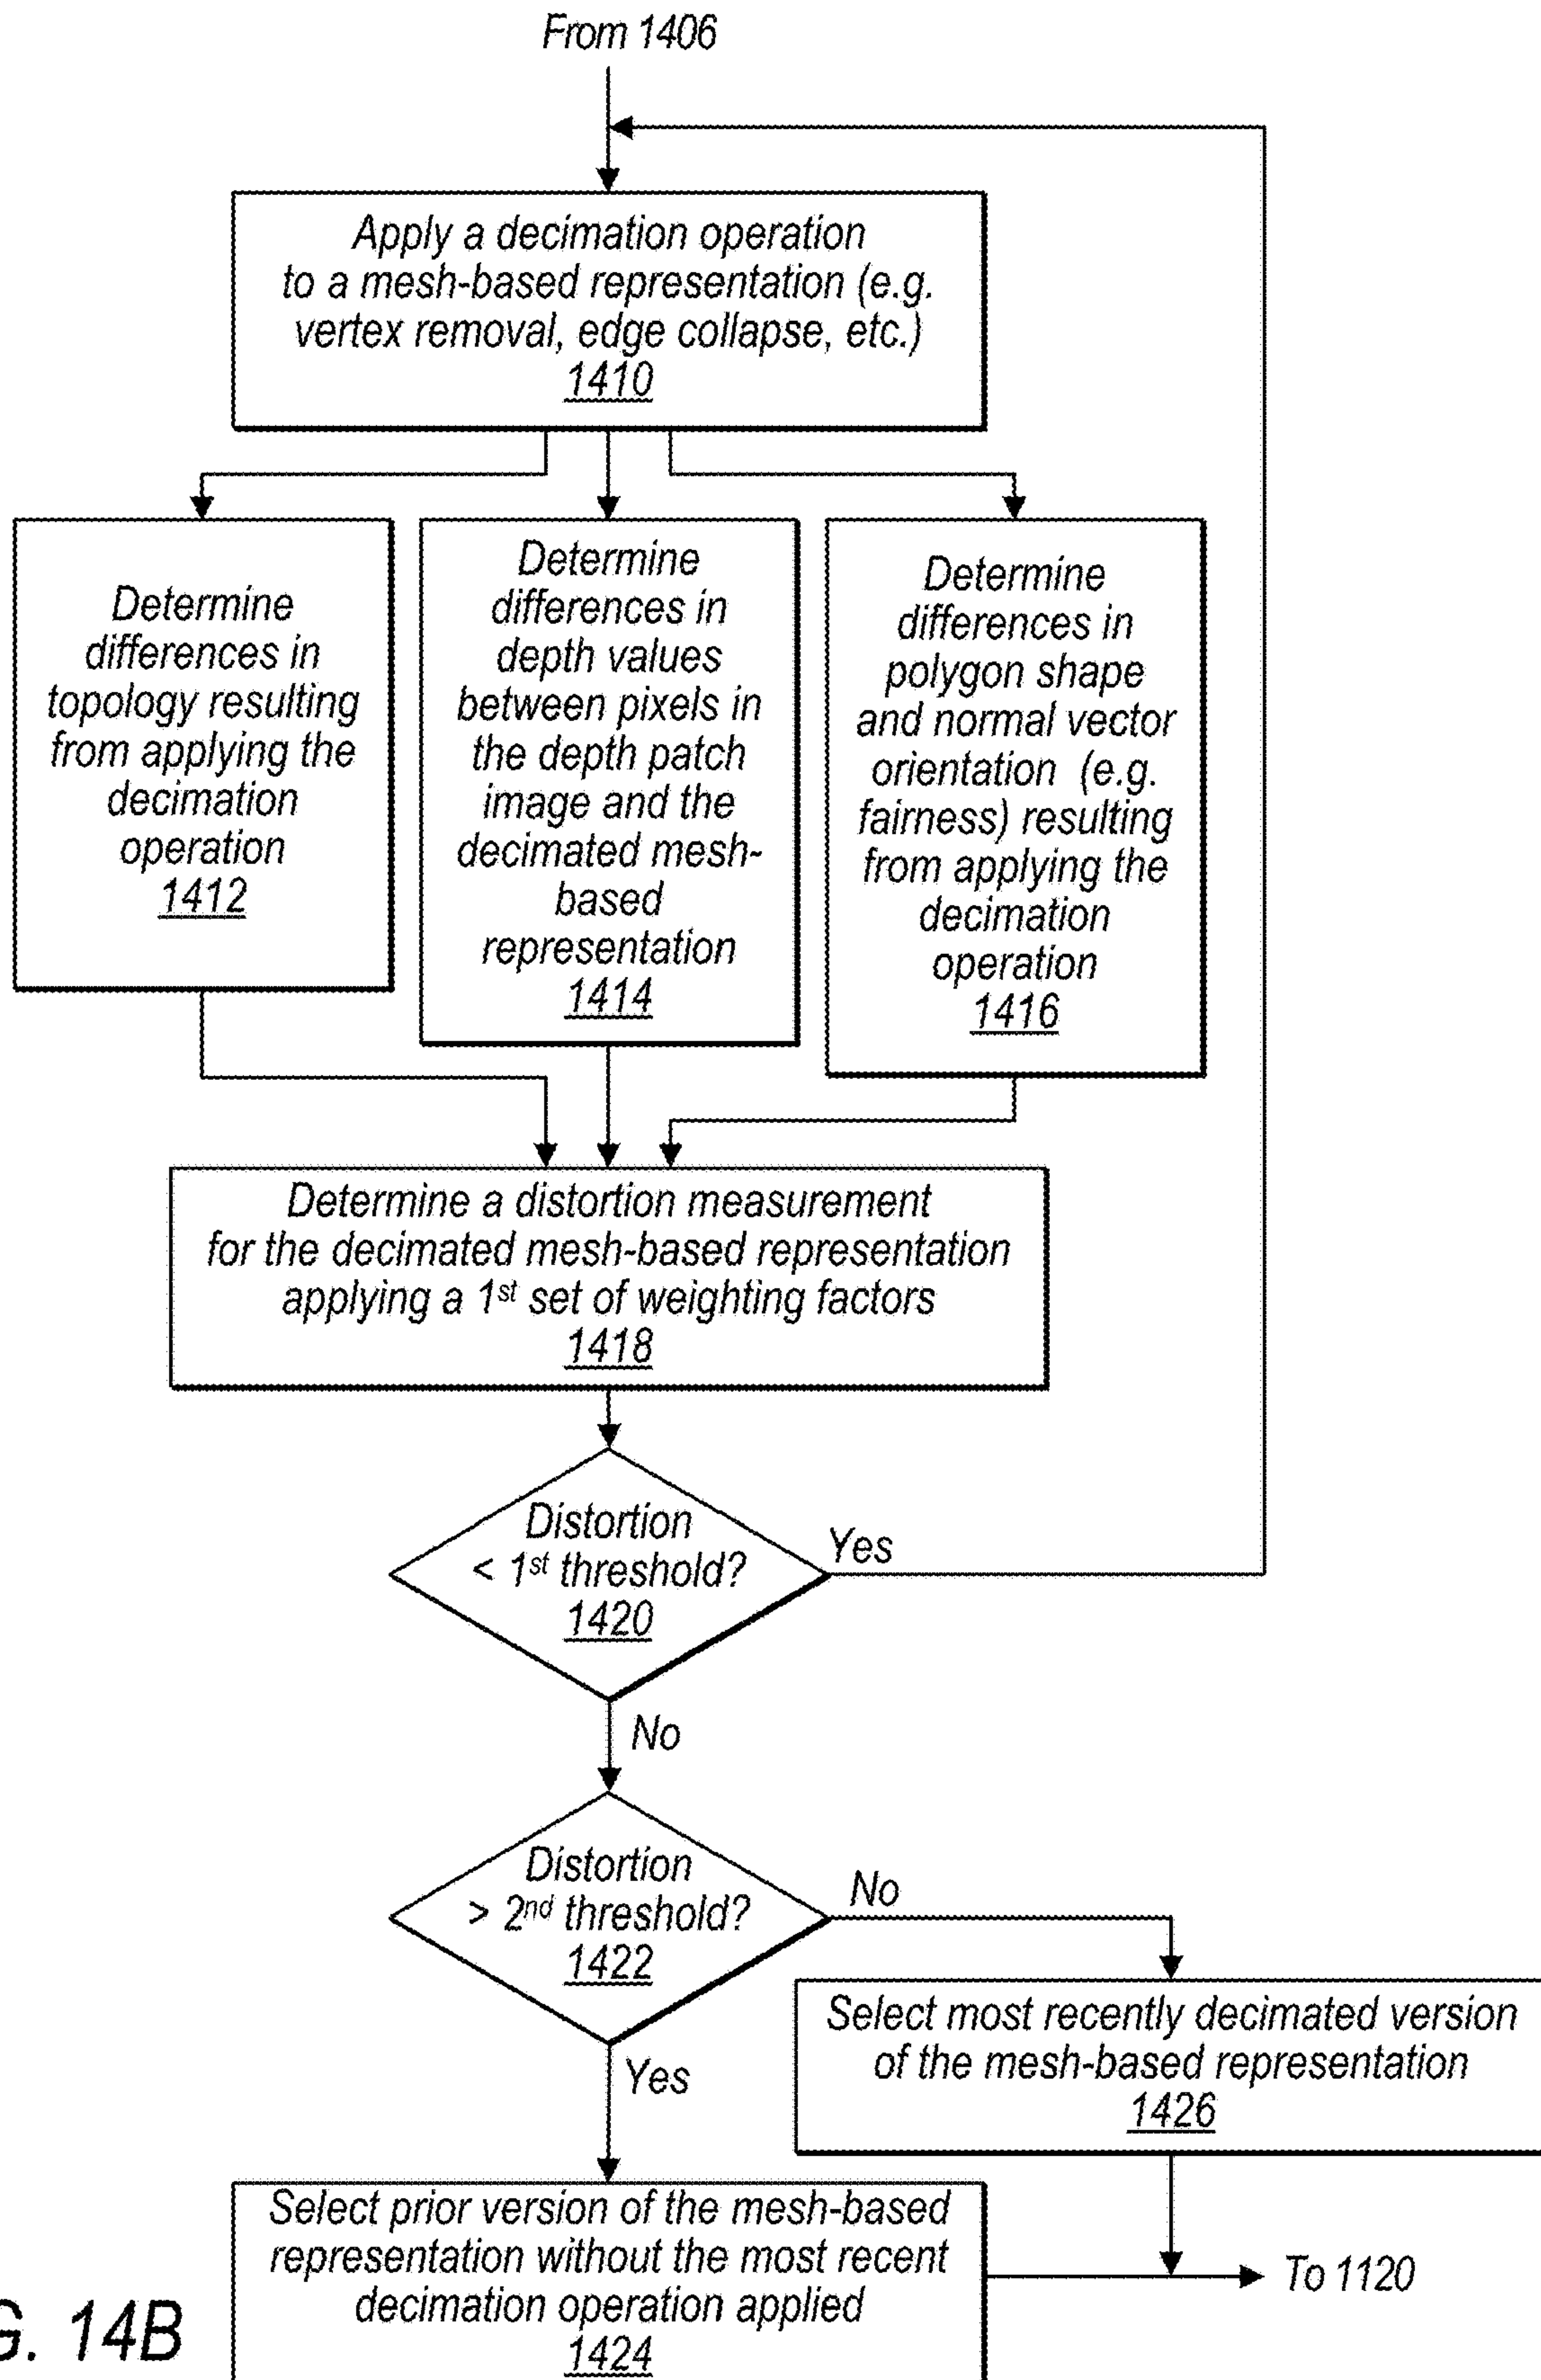 From 1406
Apply a decimation operation
to a mesh-based representation (e.g.
vertex removal, edge collapse, etc.)
1410
Determine
differences in
topology resulting
from applying the
decimation
operation
1412
Determine
differences in
depth values
between pixels in
the depth patch
image and the
decimated mesh-
based
representation
1414
Determine
differences in
polygon shape
and normal vector
orientation (e.g.
fairness) resulting
from applying the
decimation
operation
1416
Determine a distortion measurement
for the decimated mesh-based representation
applying a 1st set of weighting factors
1418
Distortion
< 1st threshold?
1420
Yes
No
Distortion
> 2nd threshold?
1422
No
Yes
Select most recently decimated version
of the mesh-based representation
1426
Select prior version of the mesh-based
representation without the most recent
decimation operation applied
1424
To 1120
G. 14B